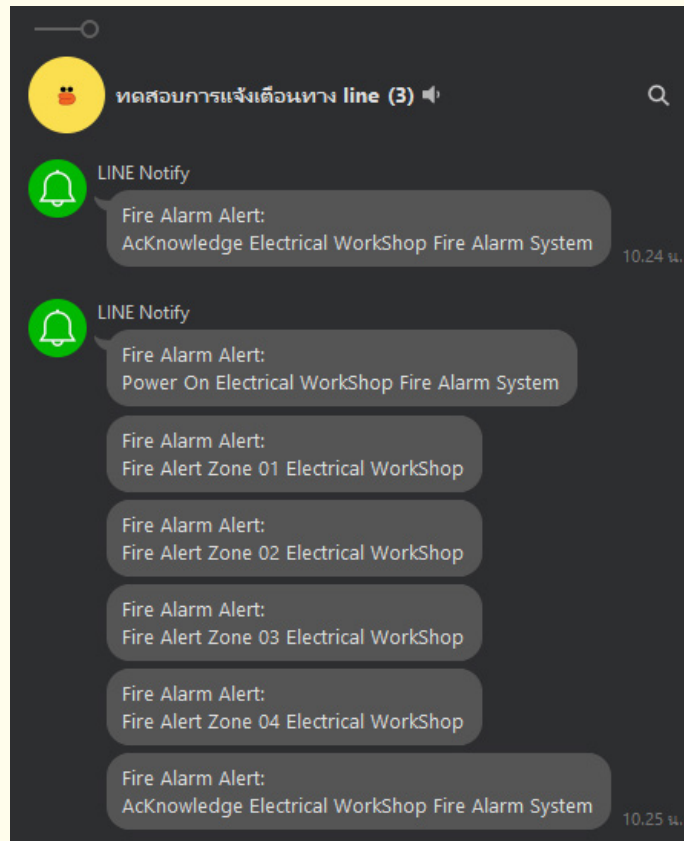 ทดสอบการแจ้งเตือนทาง line (3)
LINE Notify
Fire Alarm Alert:
AcKnowledge Electrical WorkShop Fire Alarm System
10.24 น.
LINE Notify
Fire Alarm Alert:
Power On Electrical WorkShop Fire Alarm System
Fire Alarm Alert:
Fire Alert Zone 01 Electrical WorkShop
Fire Alarm Alert:
Fire Alert Zone 02 Electrical WorkShop
Fire Alarm Alert:
Fire Alert Zone 03 Electrical WorkShop
Fire Alarm Alert:
Fire Alert Zone 04 Electrical WorkShop
Fire Alarm Alert:
AcKnowledge Electrical WorkShop Fire Alarm System
10.25 น.